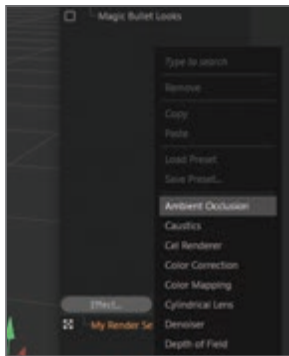 Magic Bullet Looks
Type to search
Remove
Copy
Paste
Load Preset
Save Preset...
Ambient Occlusion
Caustics
Cel Renderer
Color Correction
Color Mapping
Cylindrical Lens
Effect...
Denoiser
My Render Se
Depth of Field